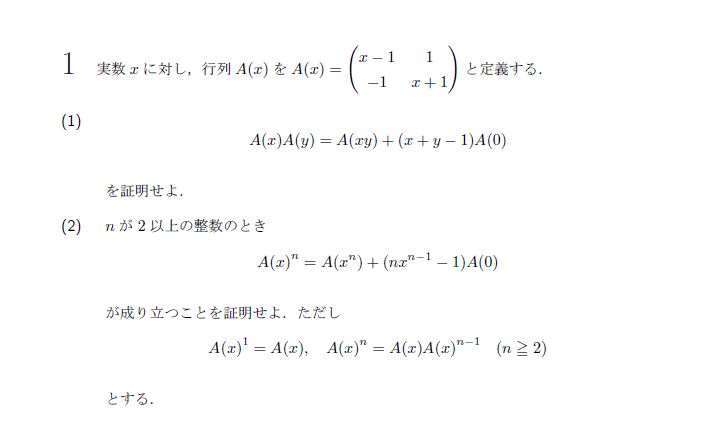 1 実数 x に対し，行列 A(x) を A(x) = \begin{pmatrix} x − 1 & 1 \\ −1 & x + 1 \end{pmatrix} と定義する．
(1)
A(x)A(y) = A(xy) + (x + y − 1)A(0)
を証明せよ．
(2) n が 2 以上の整数のとき
A(x)^n = A(x^n) + (nx^{n−1} − 1)A(0)
が成り立つことを証明せよ．ただし
A(x)^1 = A(x), A(x)^n = A(x)A(x)^{n−1} (n ≧ 2)
とする．